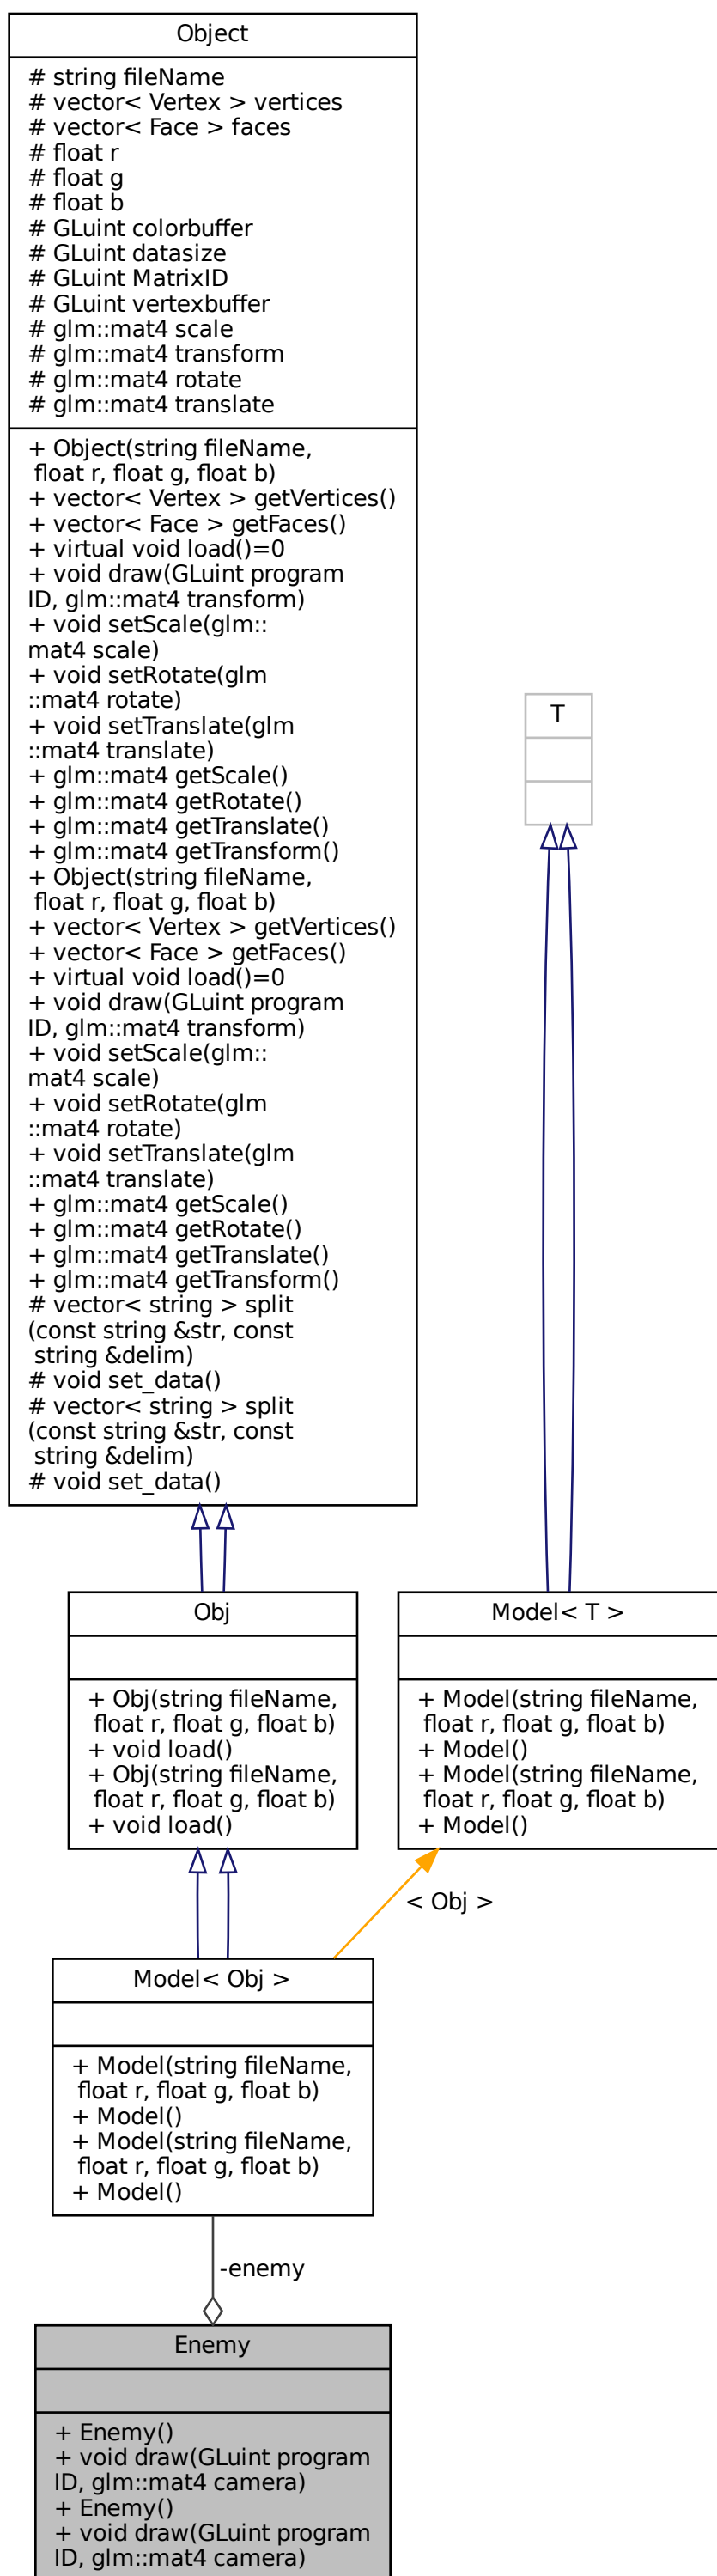 Object
# string fileName
# vector< Vertex > vertices
# vector< Face > faces
# float r
# float g
# float b
# GLuint colorbuffer
# GLuint datasize
# GLuint MatrixID
# GLuint vertexbuffer
# glm::mat4 scale
# glm::mat4 transform
# glm::mat4 rotate
# glm::mat4 translate
+ Object(string fileName,
float r, float g, float b)
+ vector< Vertex > getVertices()
+ vector< Face > getFaces()
+ virtual void load()=0
+ void draw(GLuint program
ID, glm::mat4 transform)
+ void setScale(glm::
mat4 scale)
+ void setRotate(glm
::mat4 rotate)
+ void setTranslate(glm
::mat4 translate)
+ glm::mat4 getScale()
+ glm::mat4 getRotate()
+ glm::mat4 getTranslate()
+ glm::mat4 getTransform()
+ Object(string fileName,
float r, float g, float b)
+ vector< Vertex > getVertices()
+ vector< Face > getFaces()
+ virtual void load()=0
+ void draw(GLuint program
ID, glm::mat4 transform)
+ void setScale(glm::
mat4 scale)
+ void setRotate(glm
::mat4 rotate)
+ void setTranslate(glm
::mat4 translate)
+ glm::mat4 getScale()
+ glm::mat4 getRotate()
+ glm::mat4 getTranslate()
+ glm::mat4 getTransform()
# vector< string > split
(const string &str, const
string &delim)
# void set_data()
# vector< string > split
(const string &str, const
string &delim)
# void set_data()
T
Obj
+ Obj(string fileName,
float r, float g, float b)
+ void load()
+ Obj(string fileName,
float r, float g, float b)
+ void load()
Model< T >
+ Model(string fileName,
float r, float g, float b)
+ Model()
+ Model(string fileName,
float r, float g, float b)
+ Model()
< Obj >
Model< Obj >
+ Model(string fileName,
float r, float g, float b)
+ Model()
+ Model(string fileName,
float r, float g, float b)
+ Model()
-enemy
Enemy
+ Enemy()
+ void draw(GLuint program
ID, glm::mat4 camera)
+ Enemy()
+ void draw(GLuint program
ID, glm::mat4 camera)